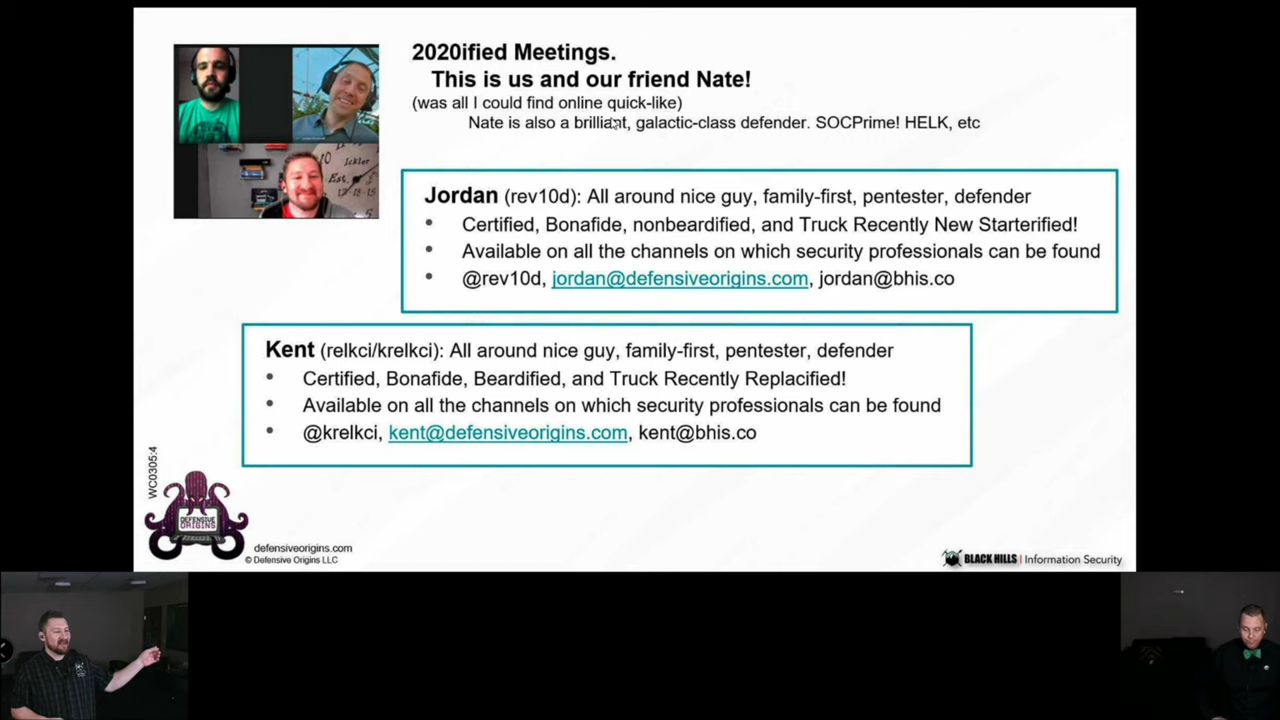 2020ified Meetings.
This is us and our friend Nate!
(was all I could find online quick-like)
Nate is also a brilliant, galactic-class defender. SOCPrime! HELK, etc
Jordan (rev10d): All around nice guy, family-first, pentester, defender
• Certified, Bonafide, nonbeardified, and Truck Recently New Starterified!
• Available on all the channels on which security professionals can be found
• @rev10d, jordan@defensiveorigins.com, jordan@bhis.co
Kent (relkci/krelkci): All around nice guy, family-first, pentester, defender
• Certified, Bonafide, Beardified, and Truck Recently Replacified!
• Available on all the channels on which security professionals can be found
• @krelkci, kent@defensiveorigins.com, kent@bhis.co
WC0305:4
DEFENSIVE
ORIGINS
defensiveorigins.com
© Defensive Origins LLC
BLACK HILLS | Information Security